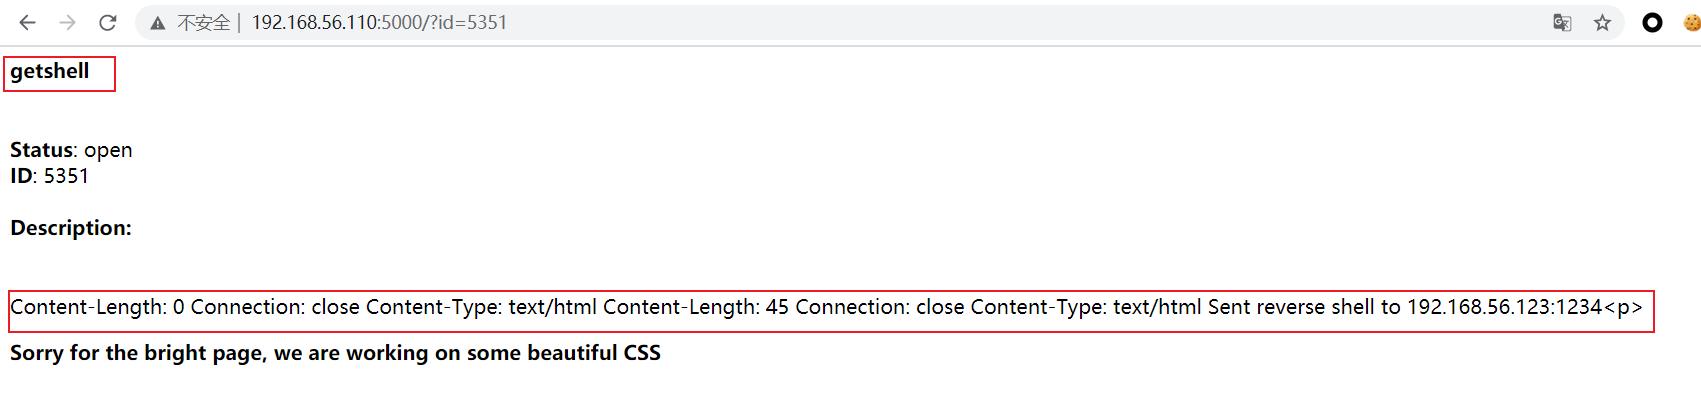 不安全 | 192.168.56.110:5000/?id=5351
getshell
Status: open
ID: 5351
Description:
Content-Length: 0 Connection: close Content-Type: text/html Content-Length: 45 Connection: close Content-Type: text/html Sent reverse shell to 192.168.56.123:1234<p>
Sorry for the bright page, we are working on some beautiful CSS